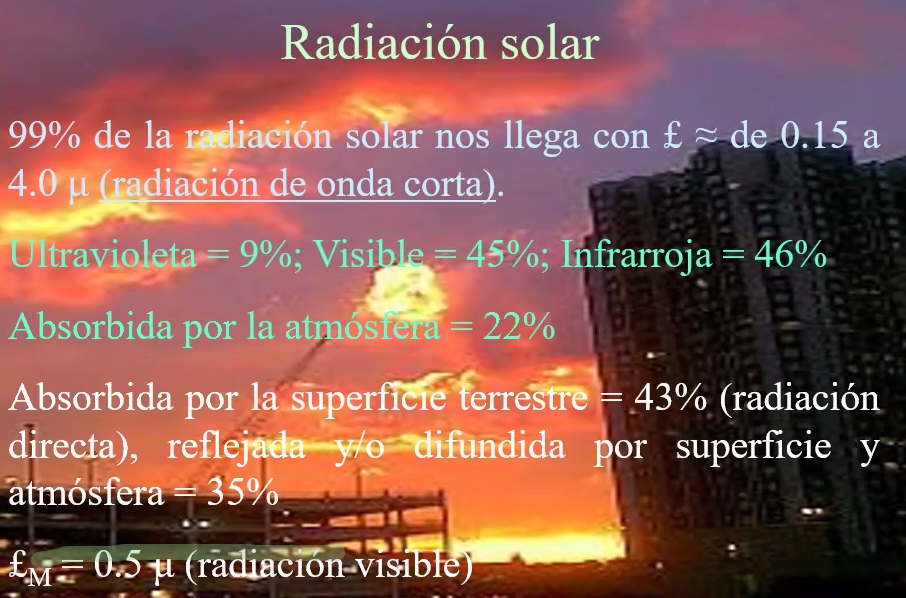 Radiación solar
99% de la radiación solar nos llega con £ ≈ de 0.15 a
4.0 μ (radiación de onda corta).
Ultravioleta = 9%; Visible = 45%; Infrarroja = 46%
Absorbida por la atmósfera = 22%
Absorbida por la superficie terrestre = 43% (radiación
directa), reflejada y/o difundida por superficie y
atmósfera = 35%
£M = 0.5 μ (radiación visible)